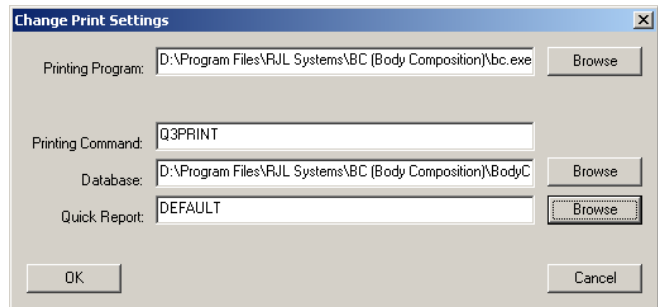 Change Print Settings
Printing Program: D:\Program Files\RJL Systems\BC (Body Composition)\bc.exe Browse
Printing Command: Q3PRINT
Database: D:\Program Files\RJL Systems\BC (Body Composition)\BodyC Browse
Quick Report: DEFAULT Browse
OK Cancel